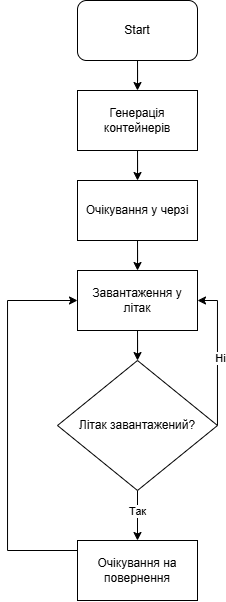 Start
Генерація
контейнерів
Очікування у черзі
Завантаження у
літак
Ні
Літак завантажений?
Так
Очікування на
повернення